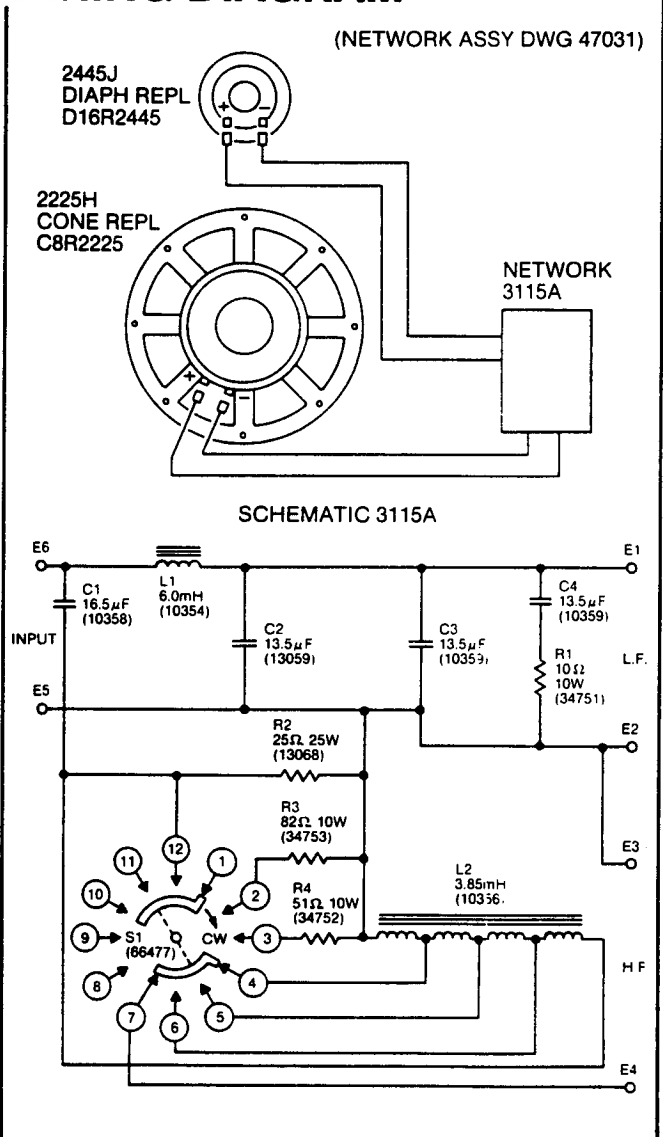 (NETWORK ASSY DWG 47031)
2445J
DIAPH REPL
D16R2445
+ −
2225H
CONE REPL
C8R2225
NETWORK
3115A
+ −
SCHEMATIC 3115A
E6
E1
C1
16.5µF
(10358)
L1
6.0mH
(10354)
C2
13.5µF
(13059)
C3
13.5µF
(10359)
C4
13.5µF
(10359)
R1
10Ω
10W
(34751)
INPUT
L.F.
E5
E2
R2
25Ω 25W
(13068)
R3
82Ω 10W
(34753)
R4
51Ω 10W
(34752)
E3
L2
3.85mH
(10356.
12
11
1
10
2
9
S1
(66477)
CW
3
8
4
7
6
5
H F
E4